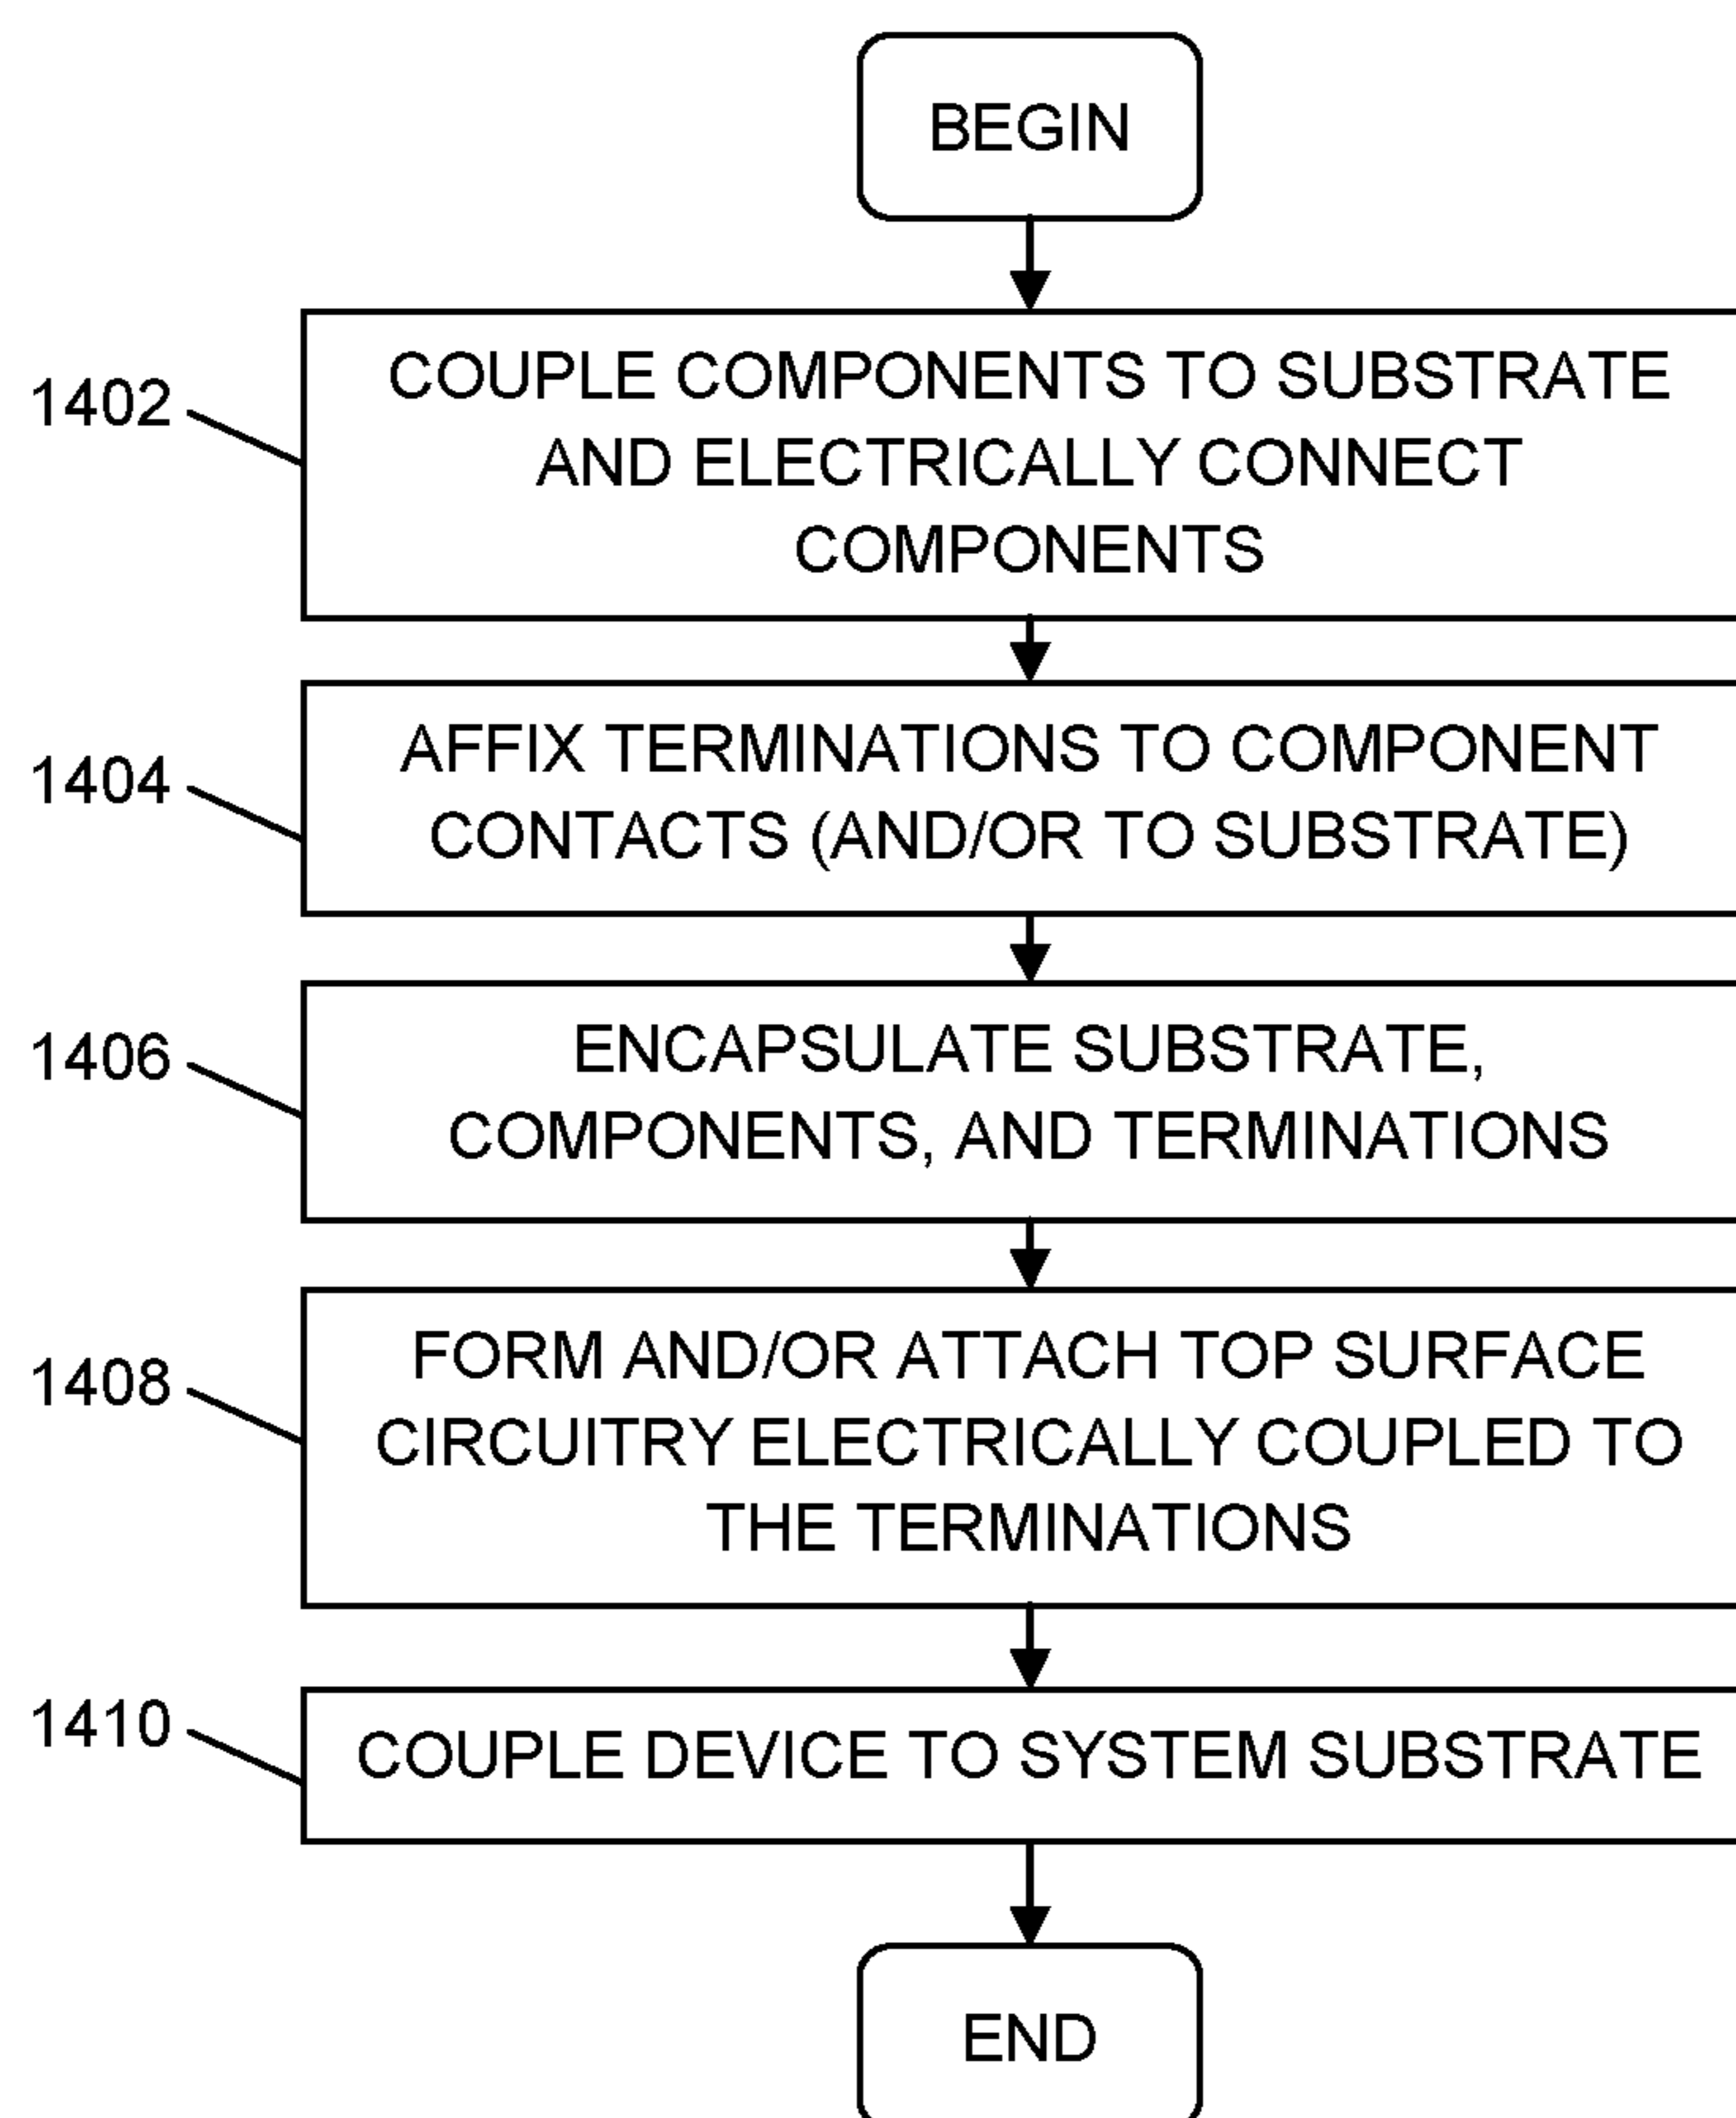 BEGIN
1402
COUPLE COMPONENTS TO SUBSTRATE
AND ELECTRICALLY CONNECT
COMPONENTS
1404
AFFIX TERMINATIONS TO COMPONENT
CONTACTS (AND/OR TO SUBSTRATE)
1406
ENCAPSULATE SUBSTRATE,
COMPONENTS, AND TERMINATIONS
1408
FORM AND/OR ATTACH TOP SURFACE
CIRCUITRY ELECTRICALLY COUPLED TO
THE TERMINATIONS
1410
COUPLE DEVICE TO SYSTEM SUBSTRATE
END